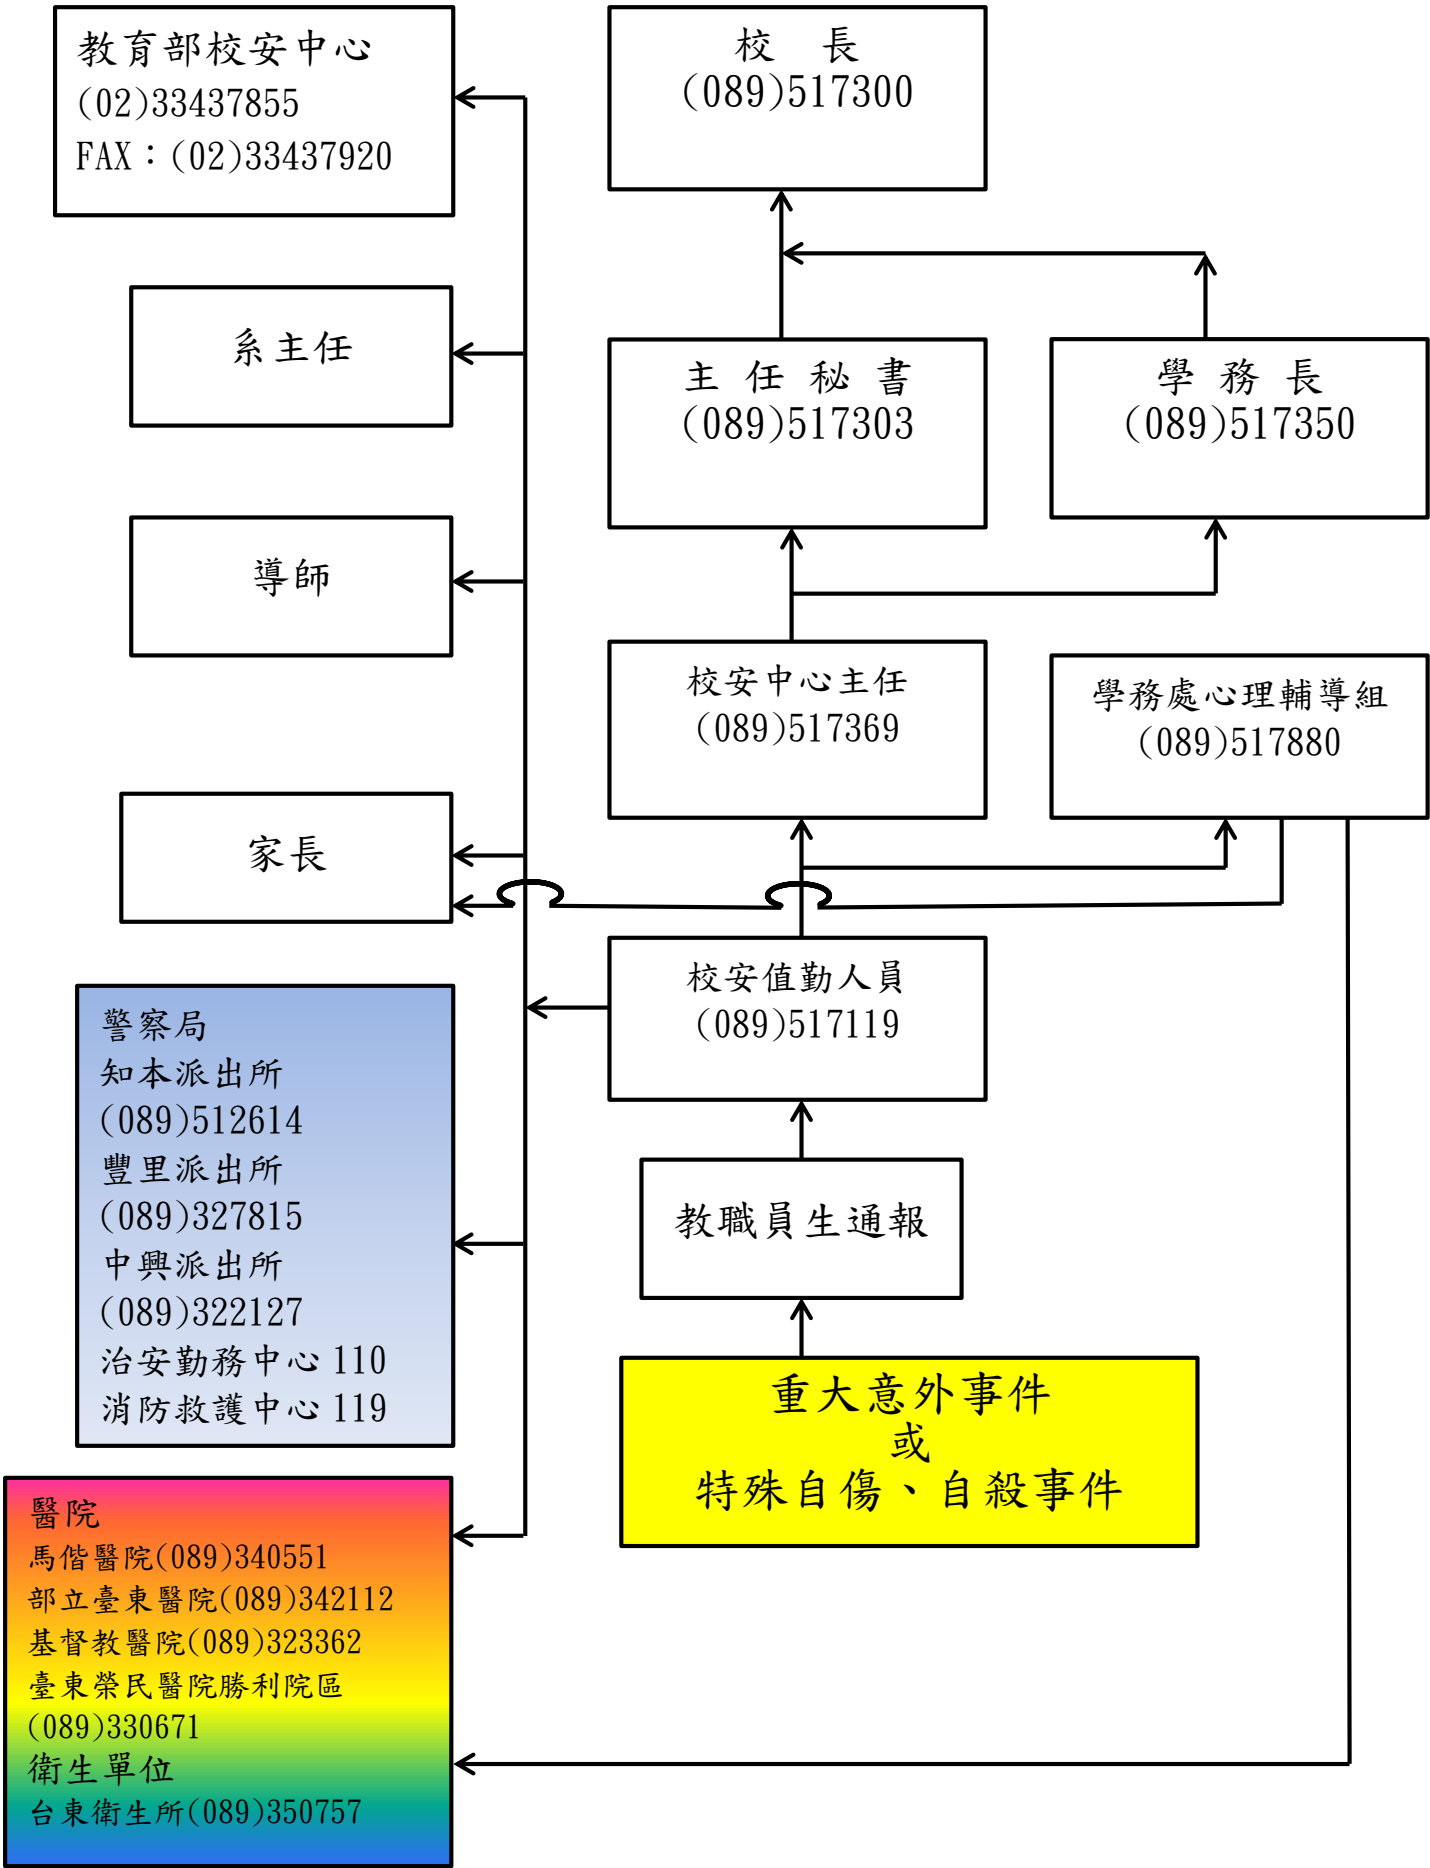 教育部校安中心
(02)33437855
FAX：(02)33437920
校 長
(089)517300
系主任
主 任 秘 書
(089)517303
學 務 長
(089)517350
導師
校安中心主任
(089)517369
學務處心理輔導組
(089)517880
家長
校安值勤人員
(089)517119
警察局
知本派出所
(089)512614
豐里派出所
(089)327815
中興派出所
(089)322127
治安勤務中心 110
消防救護中心 119
教職員生通報
重大意外事件
或
特殊自傷、自殺事件
醫院
馬偕醫院(089)340551
部立臺東醫院(089)342112
基督教醫院(089)323362
臺東榮民醫院勝利院區
(089)330671
衛生單位
台東衛生所(089)350757